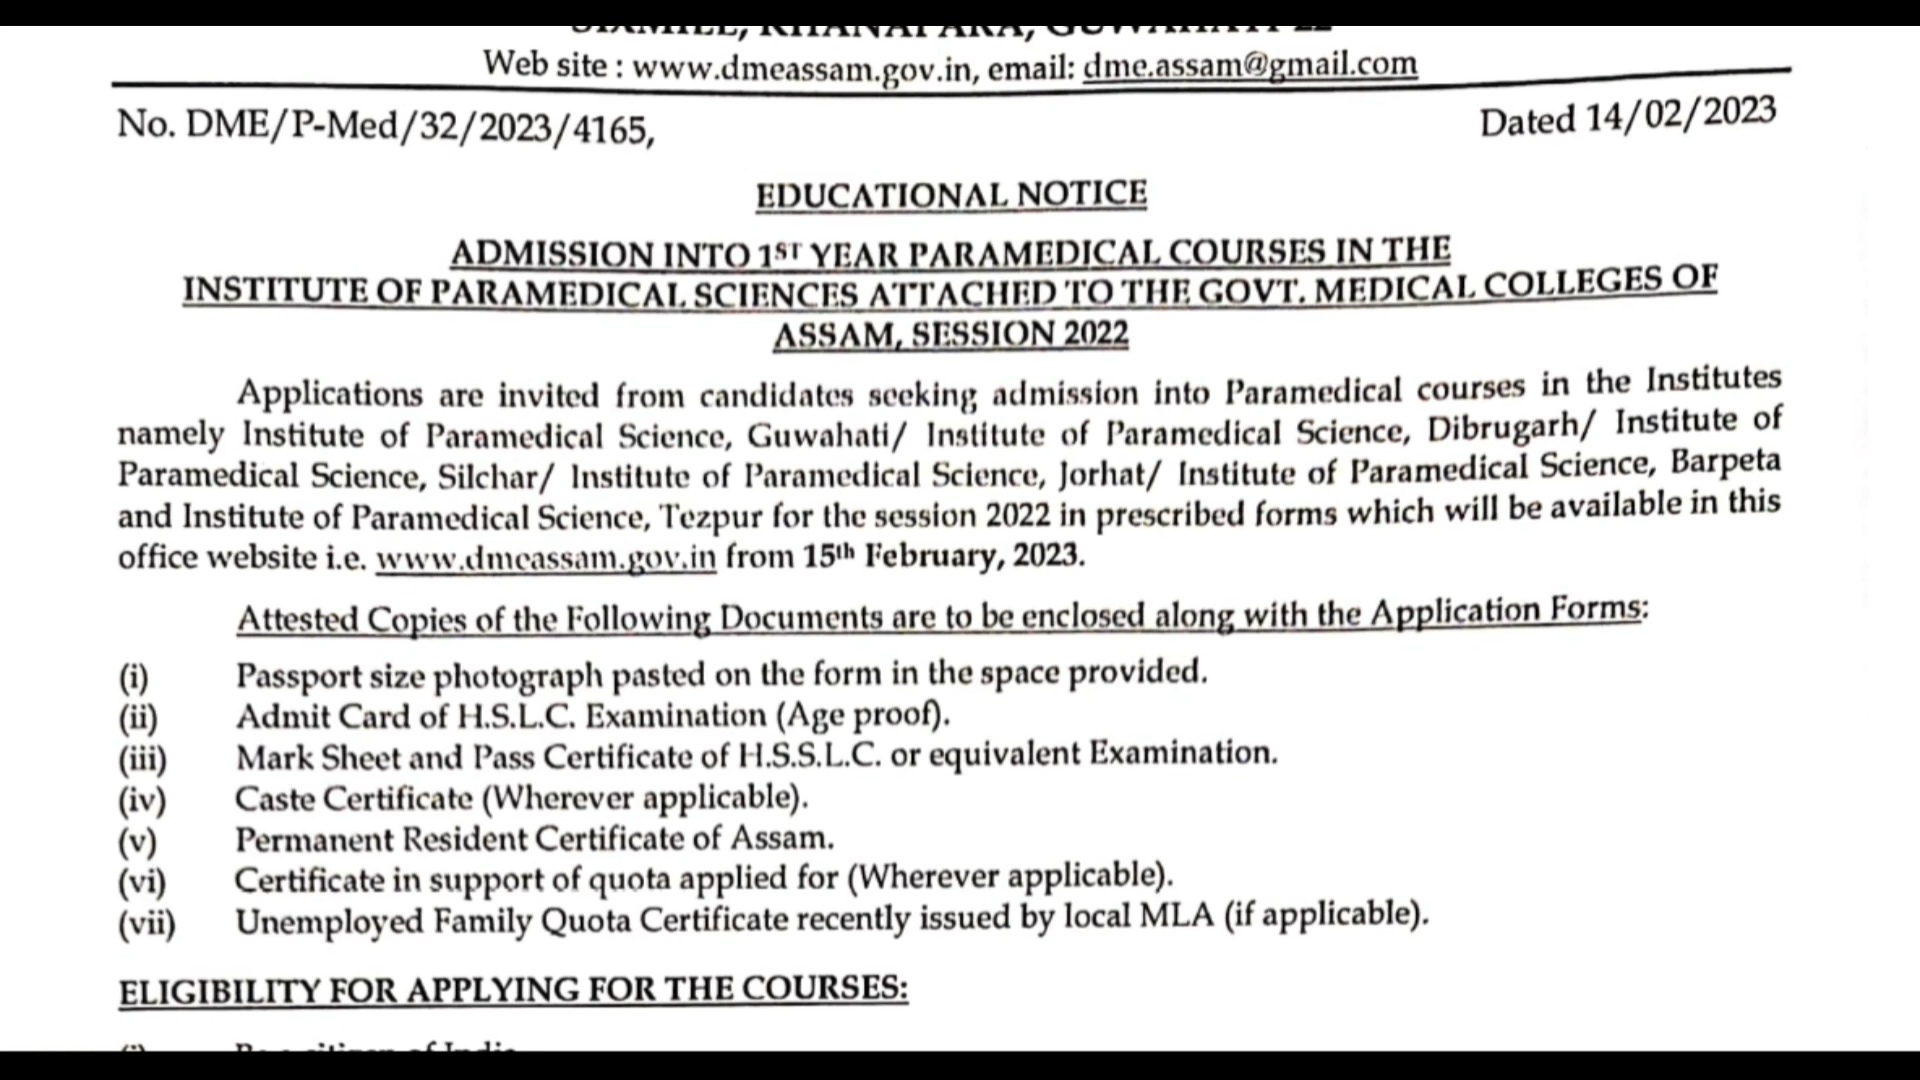 SIXMILE, KHANAPARA, GUWAHATI-22
Web site : www.dmeassam.gov.in, email: dme.assam@gmail.com
No. DME/P-Med/32/2023/4165,
Dated 14/02/2023
EDUCATIONAL NOTICE
ADMISSION INTO 1ST YEAR PARAMEDICAL COURSES IN THE
INSTITUTE OF PARAMEDICAL SCIENCES ATTACHED TO THE GOVT. MEDICAL COLLEGES OF
ASSAM, SESSION 2022
Applications are invited from candidates seeking admission into Paramedical courses in the Institutes
namely Institute of Paramedical Science, Guwahati/ Institute of Paramedical Science, Dibrugarh/ Institute of
Paramedical Science, Silchar/ Institute of Paramedical Science, Jorhat/ Institute of Paramedical Science, Barpeta
and Institute of Paramedical Science, Tezpur for the session 2022 in prescribed forms which will be available in this
office website i.e. www.dmeassam.gov.in from 15th February, 2023.
Attested Copies of the Following Documents are to be enclosed along with the Application Forms:
(i) Passport size photograph pasted on the form in the space provided.
(ii) Admit Card of H.S.L.C. Examination (Age proof).
(iii) Mark Sheet and Pass Certificate of H.S.S.L.C. or equivalent Examination.
(iv) Caste Certificate (Wherever applicable).
(v) Permanent Resident Certificate of Assam.
(vi) Certificate in support of quota applied for (Wherever applicable).
(vii) Unemployed Family Quota Certificate recently issued by local MLA (if applicable).
ELIGIBILITY FOR APPLYING FOR THE COURSES:
(i) Be a citizen of India